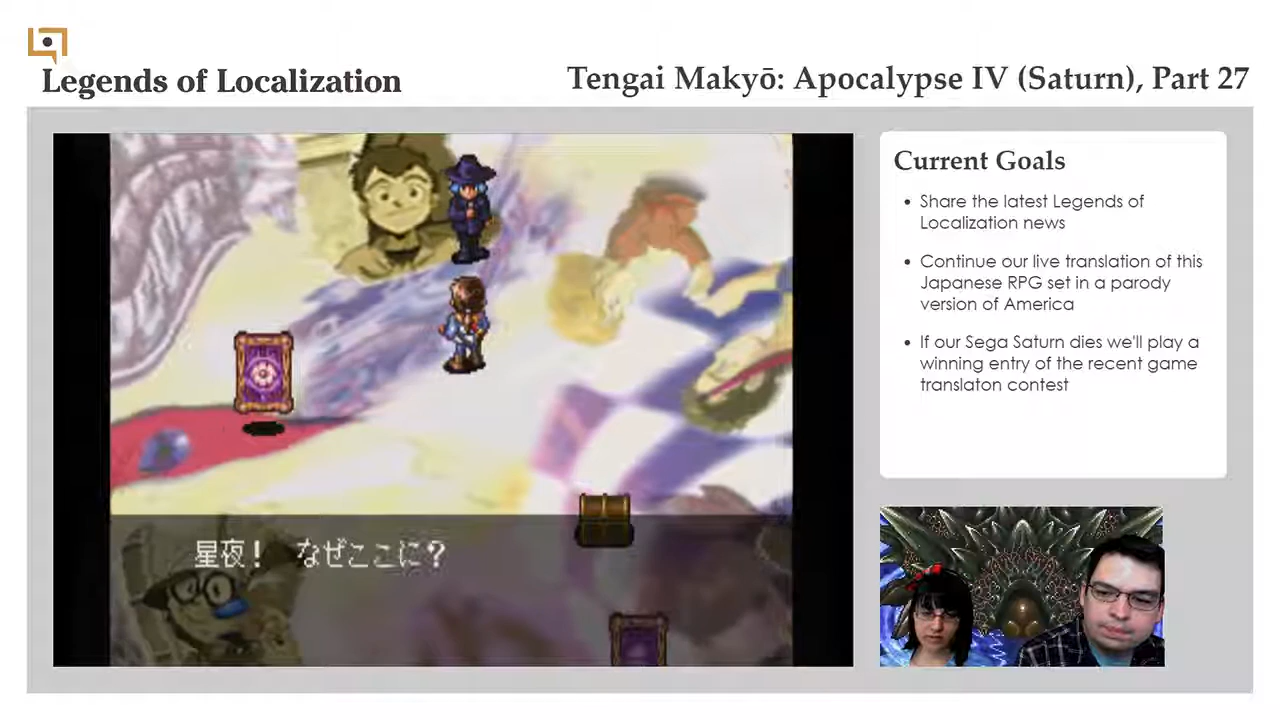 Legends of Localization
Tengai Makyō: Apocalypse IV (Saturn), Part 27
Current Goals
• Share the latest Legends of
Localization news
• Continue our live translation of this
Japanese RPG set in a parody
version of America
• If our Sega Saturn dies we'll play a
winning entry of the recent game
translaton contest
星夜！ なぜここに？